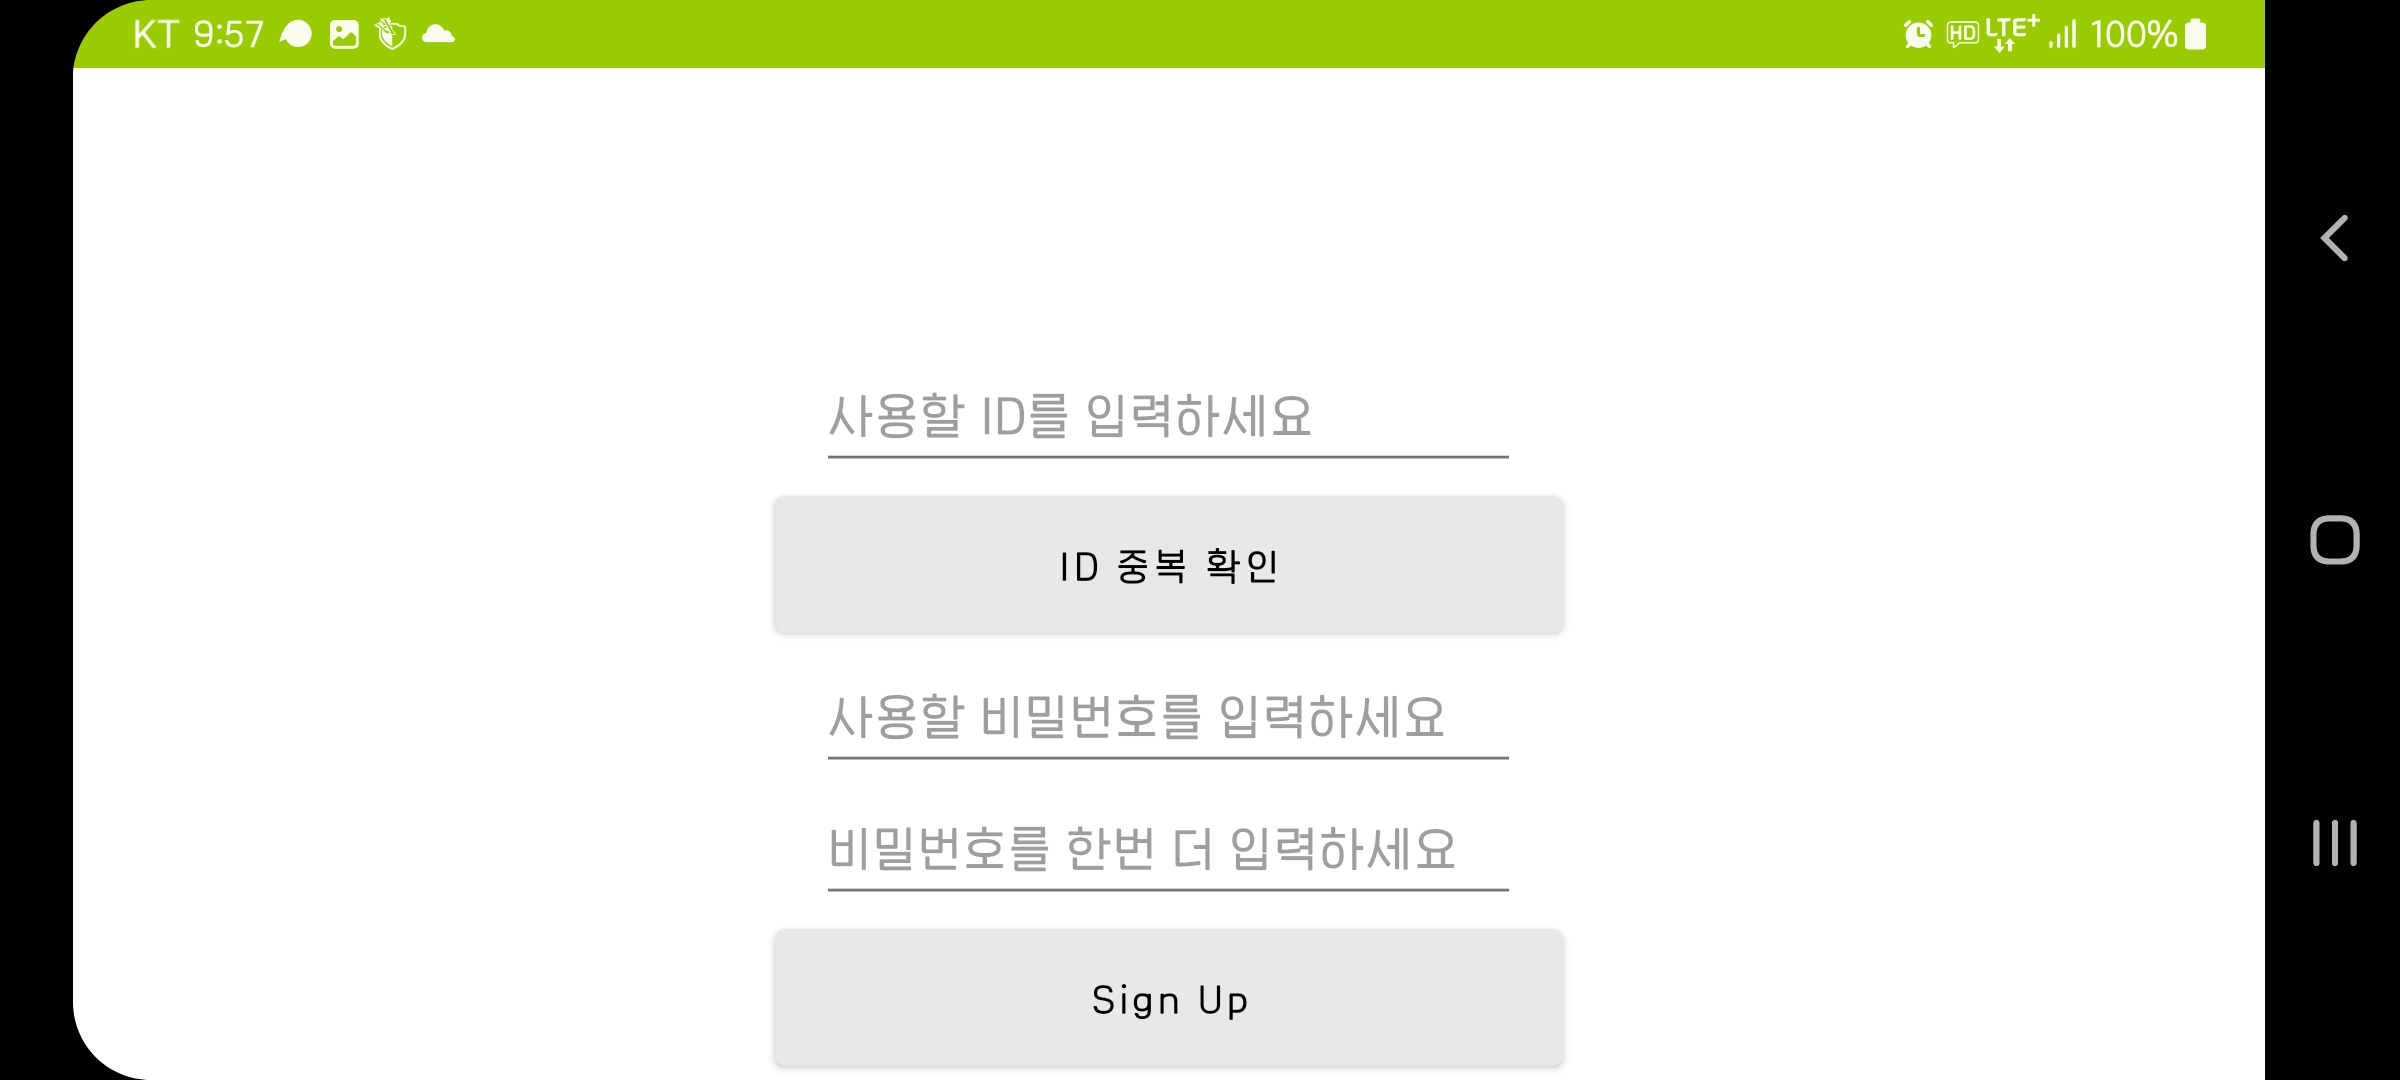 KT 9:57 HD LTE+ 100%
사용할 ID를 입력하세요
ID 중복 확인
사용할 비밀번호를 입력하세요
비밀번호를 한번 더 입력하세요
Sign Up